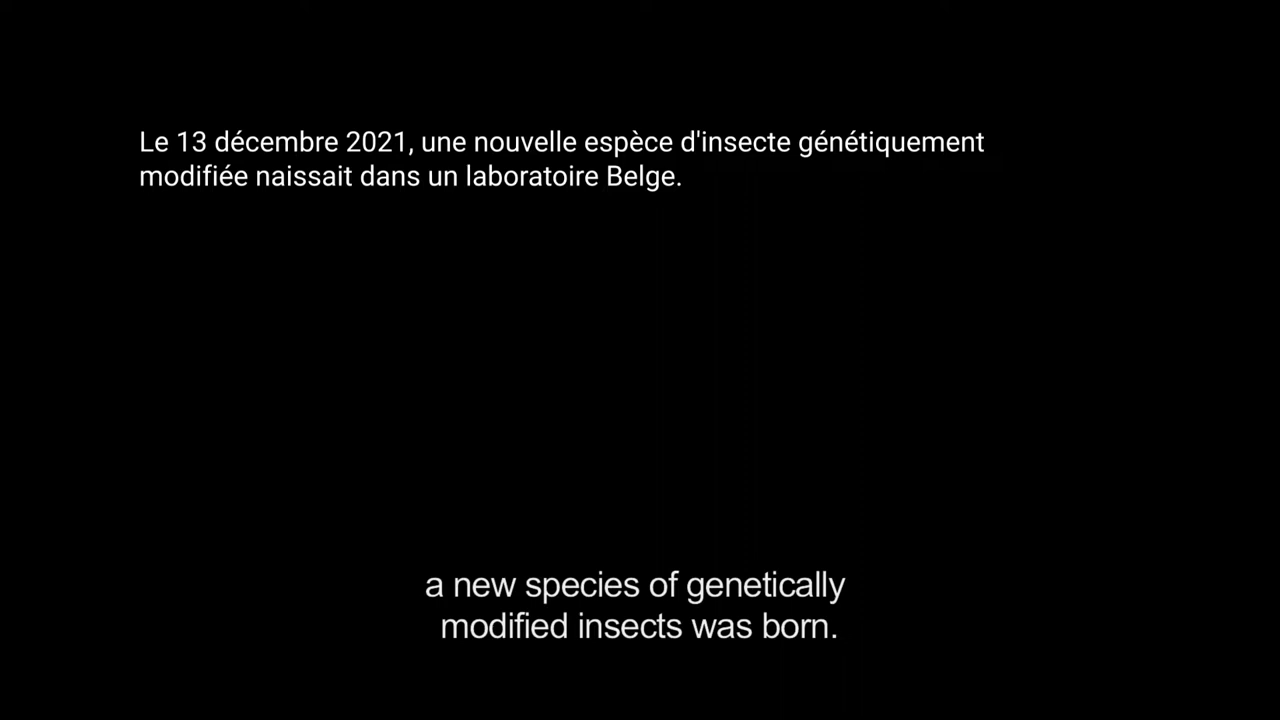 Le 13 décembre 2021, une nouvelle espèce d'insecte génétiquement
modifiée naissait dans un laboratoire Belge.
a new species of genetically
modified insects was born.